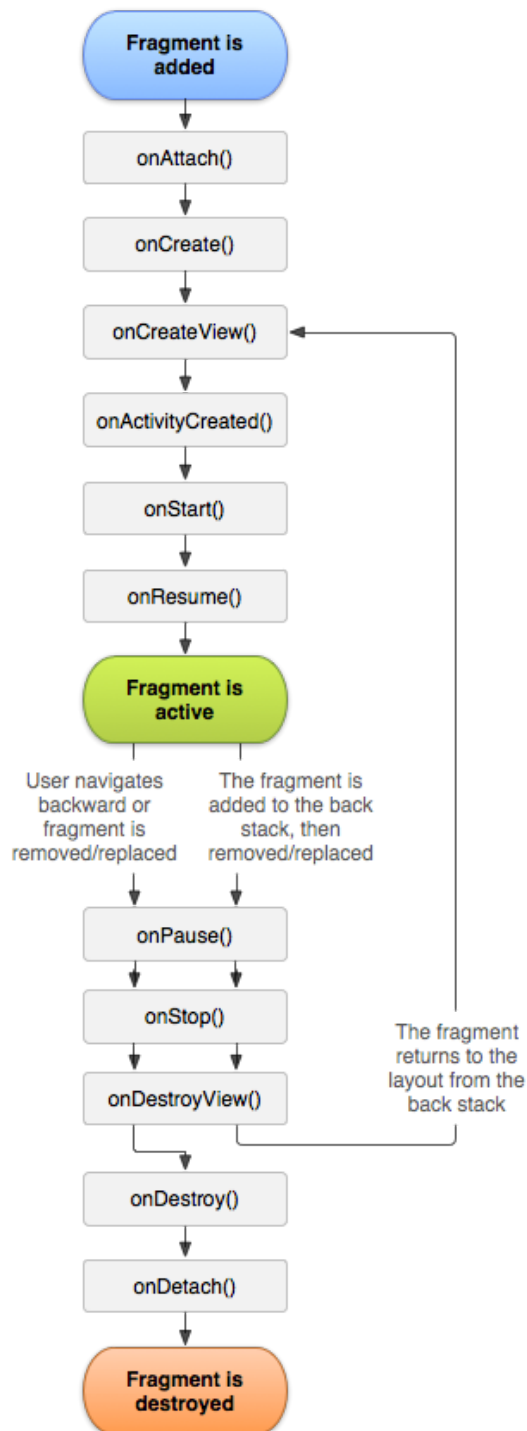 Fragment is
added
onAttach()
onCreate()
onCreateView()
onActivityCreated()
onStart()
onResume()
Fragment is
active
User navigates
backward or
fragment is
removed/replaced
The fragment is
added to the back
stack, then
removed/replaced
onPause()
onStop()
onDestroyView()
The fragment
returns to the
layout from the
back stack
onDestroy()
onDetach()
Fragment is
destroyed